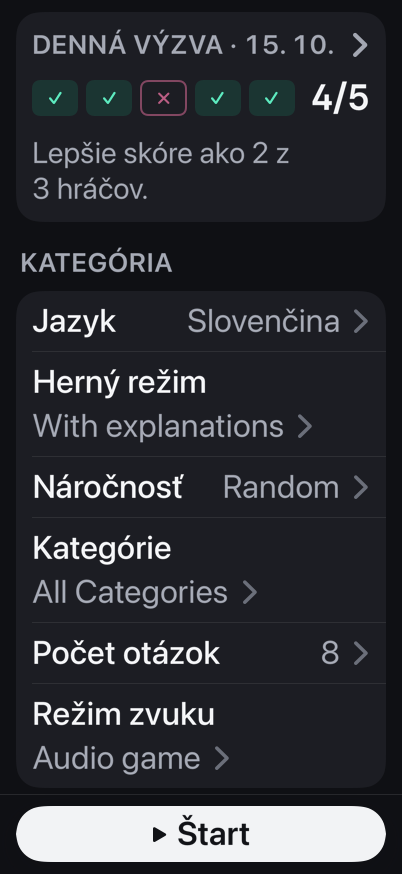 DENNÁ VÝZVA · 15. 10.
4/5
Lepšie skóre ako 2 z
3 hráčov.
KATEGÓRIA
Jazyk Slovenčina
Herný režim
With explanations
Náročnosť Random
Kategórie
All Categories
Počet otázok 8
Režim zvuku
Audio game
Štart